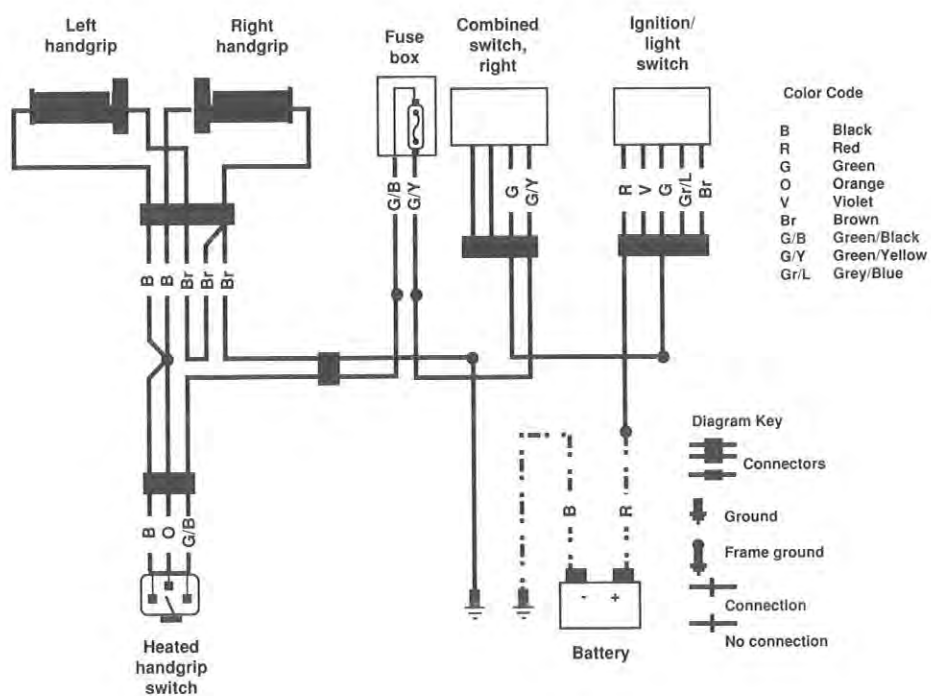 Left
handgrip
Right
handgrip
Fuse
box
Combined
switch,
right
Ignition/
light
switch
Color Code
B Black
R Red
G Green
O Orange
V Violet
Br Brown
G/B Green/Black
G/Y Green/Yellow
Gr/L Grey/Blue
G/B
G/Y
G
G/Y
R
V
G
Gr/L
Br
B
B
Br
Br
Br
Diagram Key
Connectors
Ground
Frame ground
Connection
No connection
B
O
G/B
B
R
- +
Battery
Heated
handgrip
switch